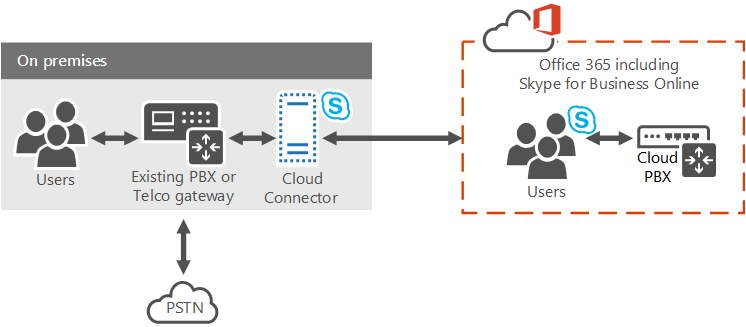 On premises
Users
Existing PBX or
Telco gateway
Cloud
Connector
PSTN
Office 365 including
Skype for Business Online
Users
Cloud
PBX